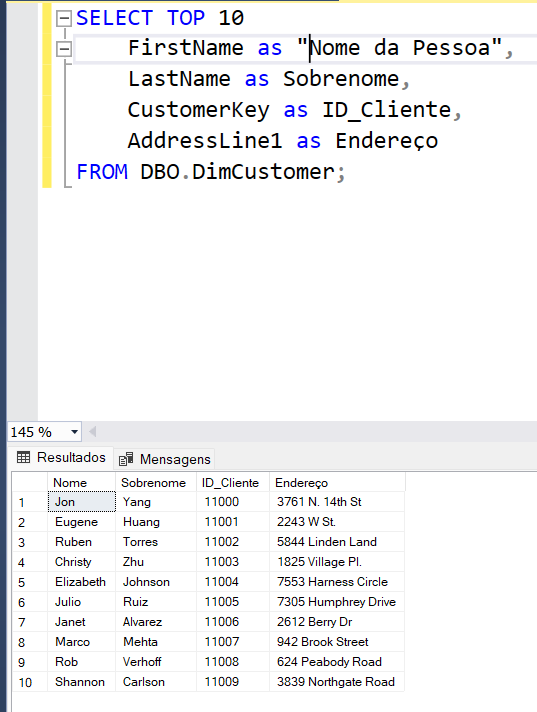 SELECT TOP 10
FirstName as "Nome da Pessoa",
LastName as Sobrenome,
CustomerKey as ID_Cliente,
AddressLine1 as Endereço
FROM DBO.DimCustomer;
145 %
Resultados Mensagens
Nome Sobrenome ID_Cliente Endereço
1 Jon Yang 11000 3761 N. 14th St
2 Eugene Huang 11001 2243 W St.
3 Ruben Torres 11002 5844 Linden Land
4 Christy Zhu 11003 1825 Village Pl.
5 Elizabeth Johnson 11004 7553 Harness Circle
6 Julio Ruiz 11005 7305 Humphrey Drive
7 Janet Alvarez 11006 2612 Berry Dr
8 Marco Mehta 11007 942 Brook Street
9 Rob Verhoff 11008 624 Peabody Road
10 Shannon Carlson 11009 3839 Northgate Road